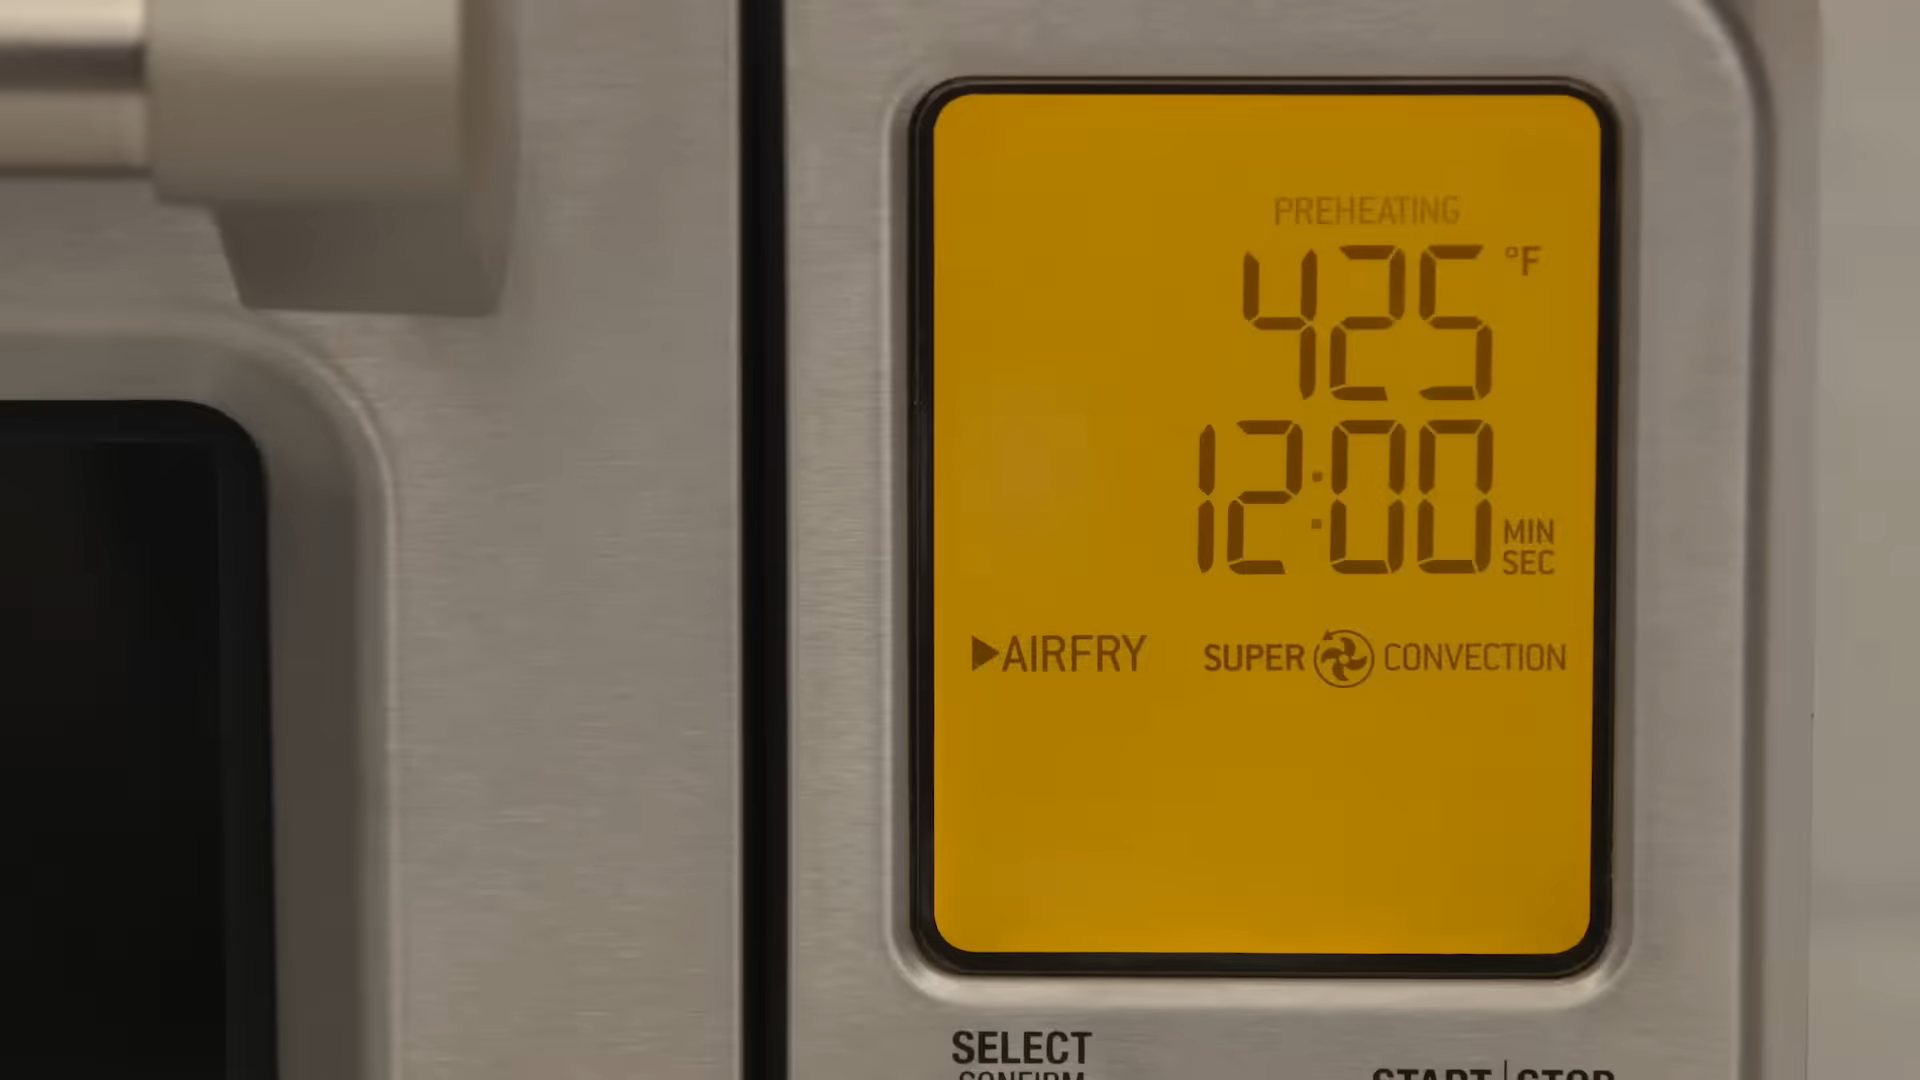 PREHEATING
425 °F
12:00 MIN SEC
▶AIRFRY SUPER CONVECTION
SELECT
CONFIRM
START | STOP